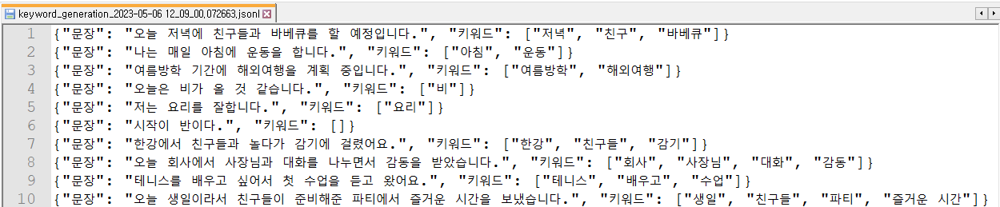 keyword_generation_2023-05-06 12_09_00,072663.jsonl
1 {"문장": "오늘 저녁에 친구들과 바베큐를 할 예정입니다.", "키워드": ["저녁", "친구", "바베큐"]}
2 {"문장": "나는 매일 아침에 운동을 합니다.", "키워드": ["아침", "운동"]}
3 {"문장": "여름방학 기간에 해외여행을 계획 중입니다.", "키워드": ["여름방학", "해외여행"]}
4 {"문장": "오늘은 비가 올 것 같습니다.", "키워드": ["비"]}
5 {"문장": "저는 요리를 잘합니다.", "키워드": ["요리"]}
6 {"문장": "시작이 반이다.", "키워드": []}
7 {"문장": "한강에서 친구들과 놀다가 감기에 걸렸어요.", "키워드": ["한강", "친구들", "감기"]}
8 {"문장": "오늘 회사에서 사장님과 대화를 나누면서 감동을 받았습니다.", "키워드": ["회사", "사장님", "대화", "감동"]}
9 {"문장": "테니스를 배우고 싶어서 첫 수업을 듣고 왔어요.", "키워드": ["테니스", "배우고", "수업"]}
10 {"문장": "오늘 생일이라서 친구들이 준비해준 파티에서 즐거운 시간을 보냈습니다.", "키워드": ["생일", "친구들", "파티", "즐거운 시간"]}